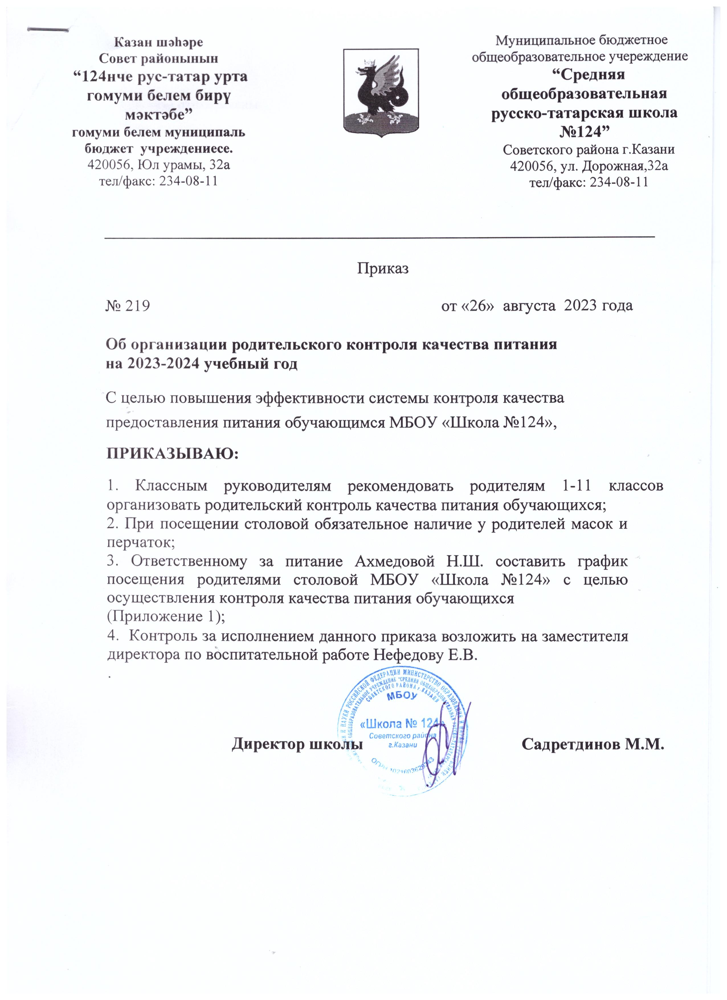 Казан шәһәре
Совет районынын
“124нче рус-татар урта
гомуми белем бирү
мәктәбе”
гомуми белем муниципаль
бюджет учреждениесе.
420056, Юл урамы, 32а
тел/факс: 234-08-11
Муниципальное бюджетное
общеобразовательное учереждение
“Средняя
общеобразовательная
русско-татарская школа
№124”
Советского района г.Казани
420056, ул. Дорожная,32а
тел/факс: 234-08-11
Приказ
№ 219 от «26» августа 2023 года
Об организации родительского контроля качества питания
на 2023-2024 учебный год
С целью повышения эффективности системы контроля качества
предоставления питания обучающимся МБОУ «Школа №124»,
ПРИКАЗЫВАЮ:
1. Классным руководителям рекомендовать родителям 1-11 классов
организовать родительский контроль качества питания обучающихся;
2. При посещении столовой обязательное наличие у родителей масок и
перчаток;
3. Ответственному за питание Ахмедовой Н.Ш. составить график
посещения родителями столовой МБОУ «Школа №124» с целью
осуществления контроля качества питания обучающихся
(Приложение 1);
4. Контроль за исполнением данного приказа возложить на заместителя
директора по воспитательной работе Нефедову Е.В.
.
И НАУКИ РОССИЙСКОЙ ФЕДЕРАЦИИ МИНИСТЕРСТВО ОБРАЗОВАНИЯ И НАУКИ
ОБЩЕОБРАЗОВАТЕЛЬНОЕ УЧРЕЖДЕНИЕ "СРЕДНЯЯ ОБЩЕОБРАЗОВАТЕЛЬНАЯ
СОВЕТСКОГО РАЙОНА г. КАЗАНИ
МБОУ
«Школа № 124»
Советского района
г.Казани
ОГРН 1021603629343
Директор школы Садретдинов М.М.